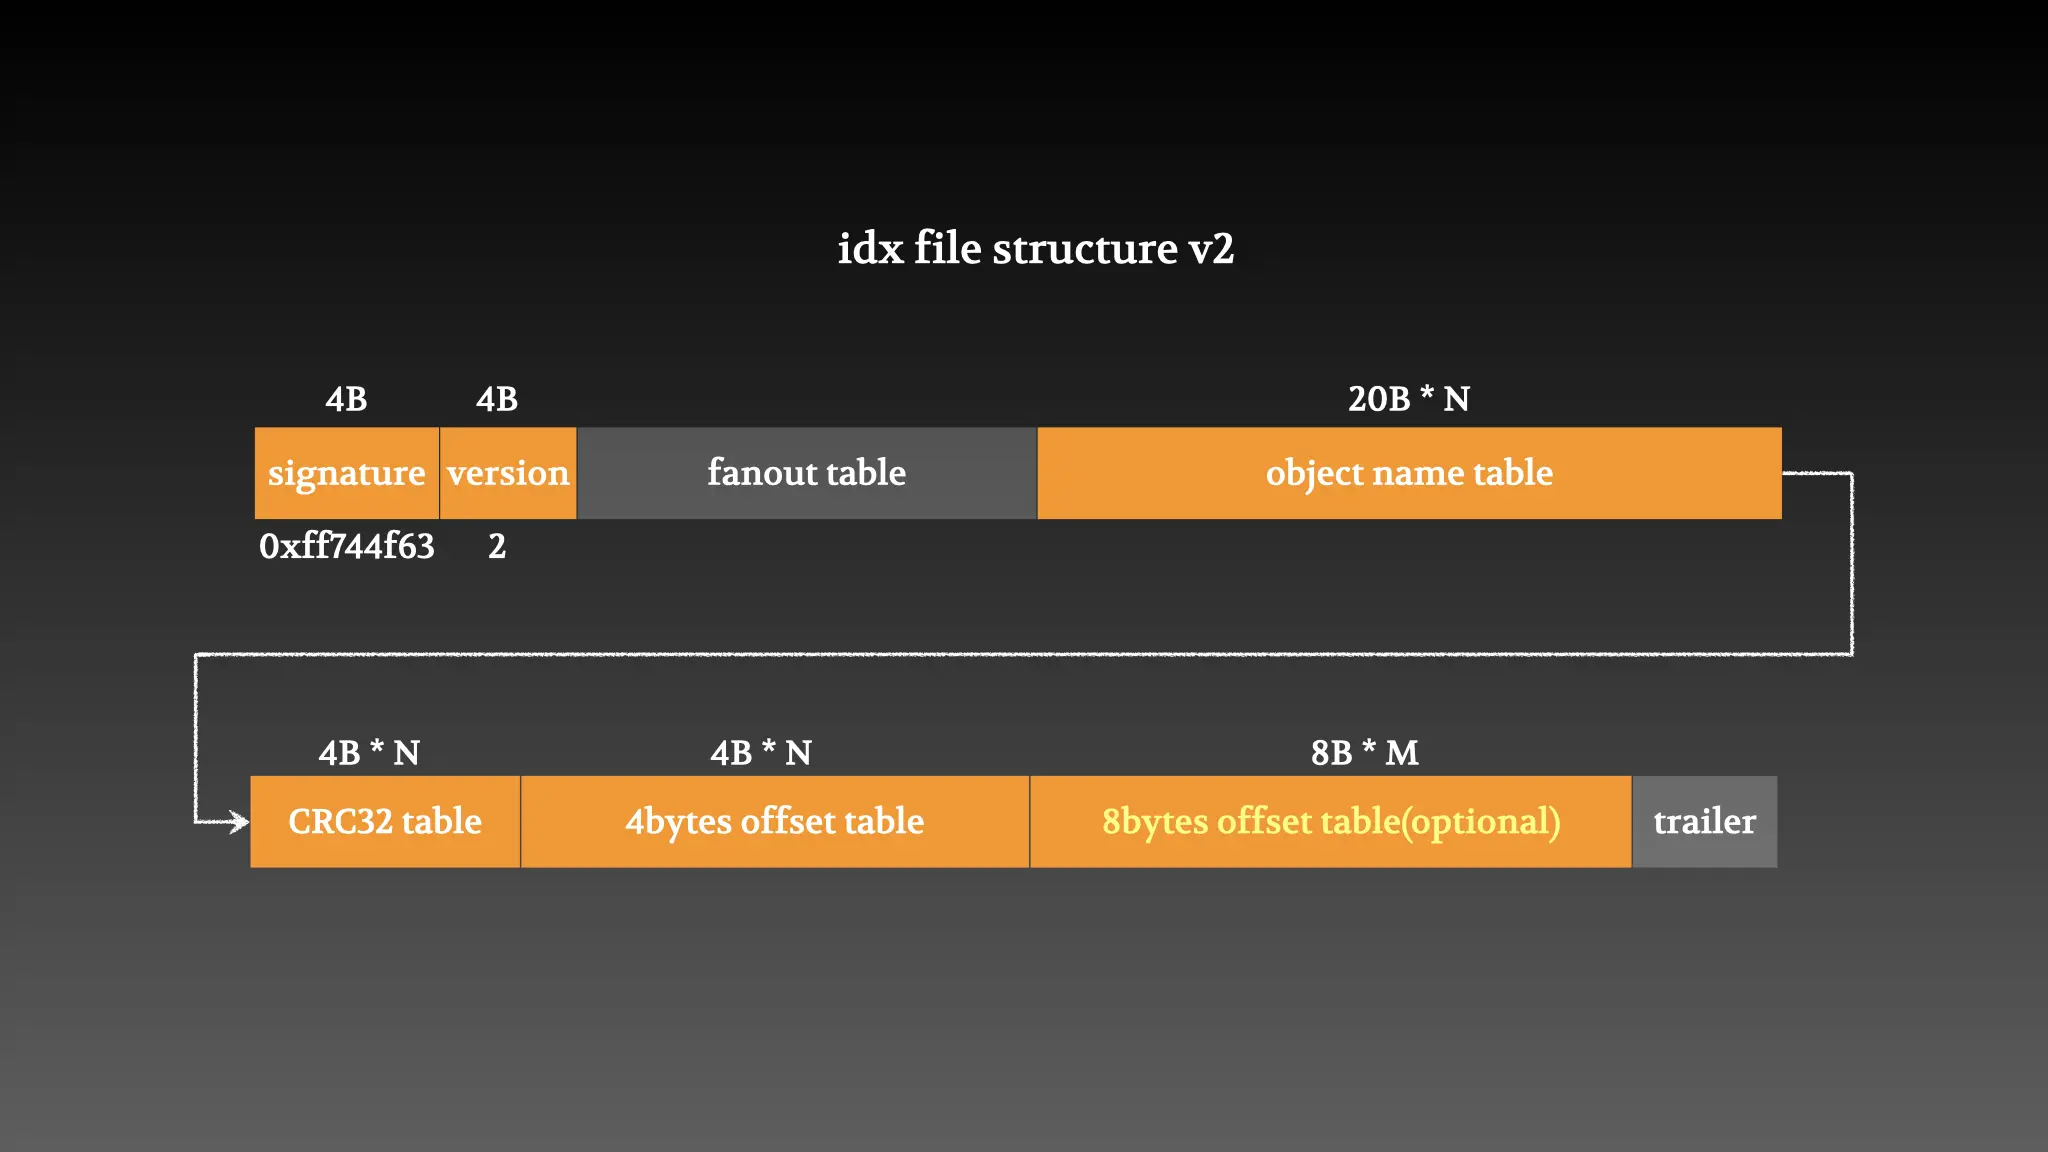 idx file structure v2
4B 4B 20B * N
signature version fanout table object name table
0xff744f63 2
4B * N 4B * N 8B * M
CRC32 table 4bytes offset table 8bytes offset table(optional) trailer